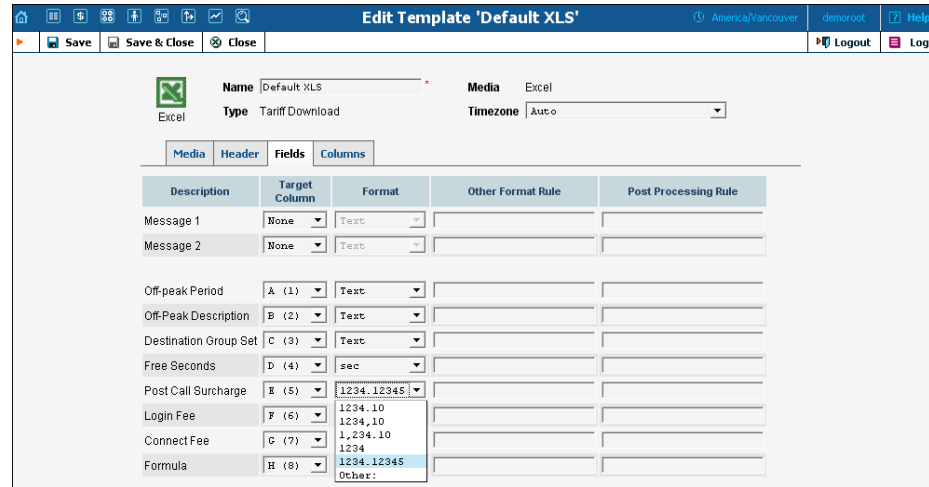 Edit Template 'Default XLS' America/Vancouver demoroot Help
Save Save & Close Close Logout Log
Name Default XLS * Media Excel
Excel Type Tariff Download Timezone Auto
Media Header Fields Columns
Description Target Column Format Other Format Rule Post Processing Rule
Message 1 None Text
Message 2 None Text
Off-peak Period A (1) Text
Off-Peak Description B (2) Text
Destination Group Set C (3) Text
Free Seconds D (4) sec
Post Call Surcharge E (5) 1234.12345
Login Fee F (6)
Connect Fee G (7)
Formula H (8)
1234.10
1234,10
1,234.10
1234
1234.12345
Other: